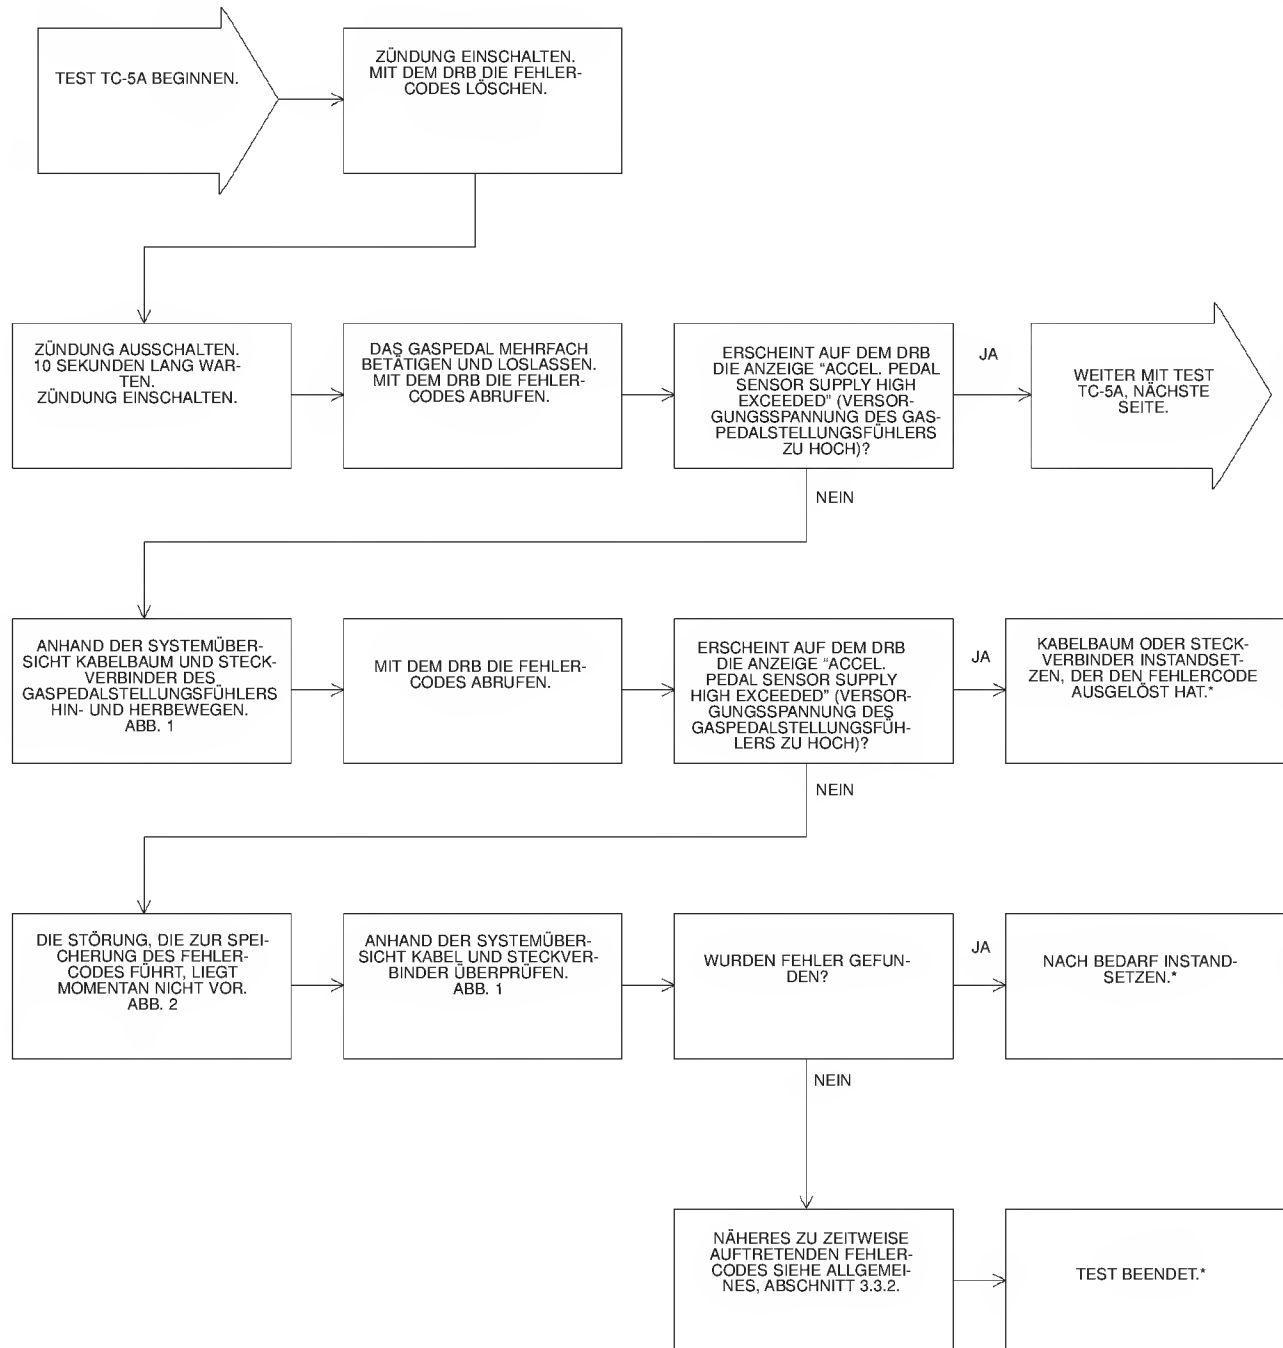 TEST TC-5A BEGINNEN.
ZÜNDUNG EINSCHALTEN.
MIT DEM DRB DIE FEHLER-
CODES LÖSCHEN.
ZÜNDUNG AUSSCHALTEN.
10 SEKUNDEN LANG WAR-
TEN.
ZÜNDUNG EINSCHALTEN.
DAS GASPEDAL MEHRFACH
BETÄTIGEN UND LOSLASSEN.
MIT DEM DRB DIE FEHLER-
CODES ABRUFEN.
ERSCHEINT AUF DEM DRB
DIE ANZEIGE “ACCEL. PEDAL
SENSOR SUPPLY HIGH
EXCEEDED” (VERSOR-
GUNGSSPANNUNG DES GAS-
PEDALSTELLUNGSFÜHLERS
ZU HOCH)?
JA
WEITER MIT TEST
TC-5A, NÄCHSTE
SEITE.
NEIN
ANHAND DER SYSTEMÜBER-
SICHT KABELBAUM UND STECK-
VERBINDER DES
GASPEDALSTELLUNGSFÜHLERS
HIN- UND HERBEWEGEN.
ABB. 1
MIT DEM DRB DIE FEHLER-
CODES ABRUFEN.
ERSCHEINT AUF DEM DRB
DIE ANZEIGE “ACCEL.
PEDAL SENSOR SUPPLY
HIGH EXCEEDED” (VERSOR-
GUNGSSPANNUNG DES
GASPEDALSTELLUNGSFÜH-
LERS ZU HOCH)?
JA
KABELBAUM ODER STECK-
VERBINDER INSTANDSET-
ZEN, DER DEN FEHLERCODE
AUSGELÖST HAT.*
NEIN
DIE STÖRUNG, DIE ZUR SPEI-
CHERUNG DES FEHLER-
CODES FÜHRT, LIEGT
MOMENTAN NICHT VOR.
ABB. 2
ANHAND DER SYSTEMÜBER-
SICHT KABEL UND STECKVER-
BINDER ÜBERPRÜFEN.
ABB. 1
WURDEN FEHLER GEFUN-
DEN?
JA
NACH BEDARF INSTAND-
SETZEN.*
NEIN
NÄHERES ZU ZEITWEISE
AUFTRETENDEN FEHLER-
CODES SIEHE ALLGEMEI-
NES, ABSCHNITT 3.3.2.
TEST BEENDET.*